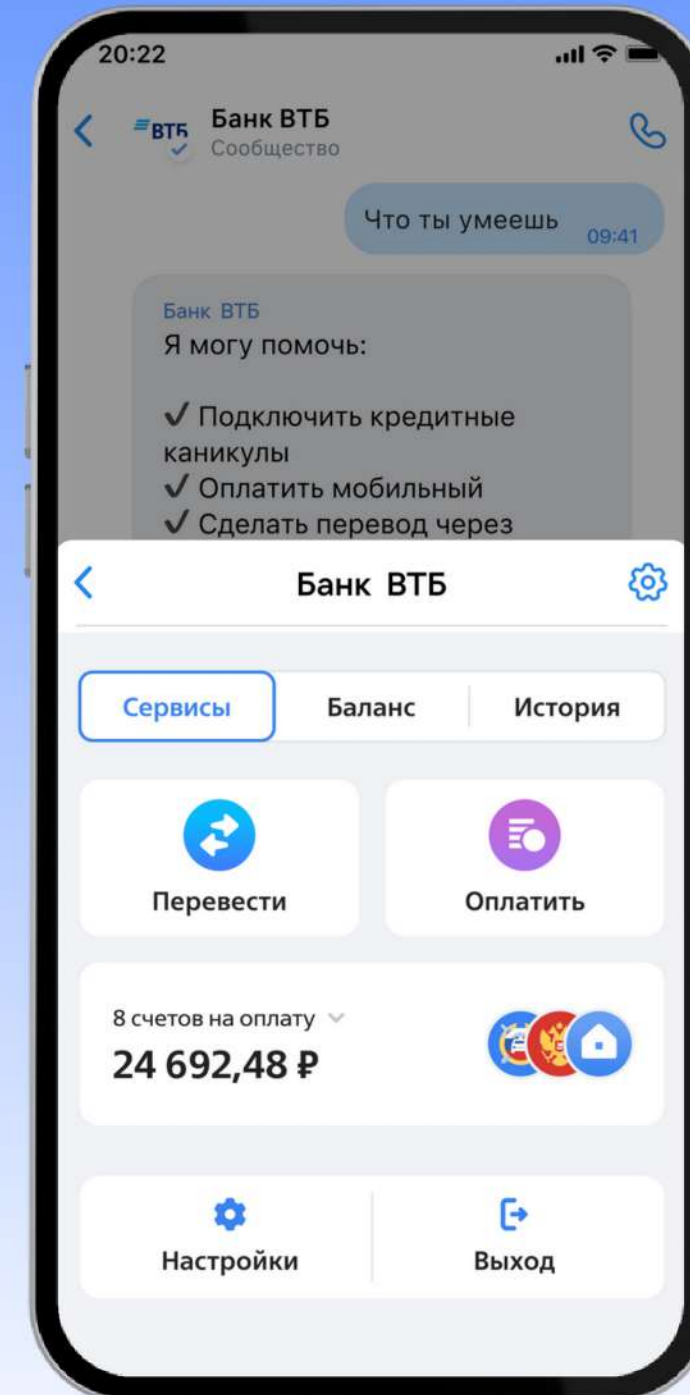 20:22
ВТБ
Банк ВТБ
Сообщество
Что ты умеешь
09:41
Банк ВТБ
Я могу помочь:
✓ Подключить кредитные
каникулы
✓ Оплатить мобильный
✓ Сделать перевод через
Банк ВТБ
Сервисы
Баланс
История
Перевести
Оплатить
8 счетов на оплату
24 692,48 ₽
Настройки
Выход